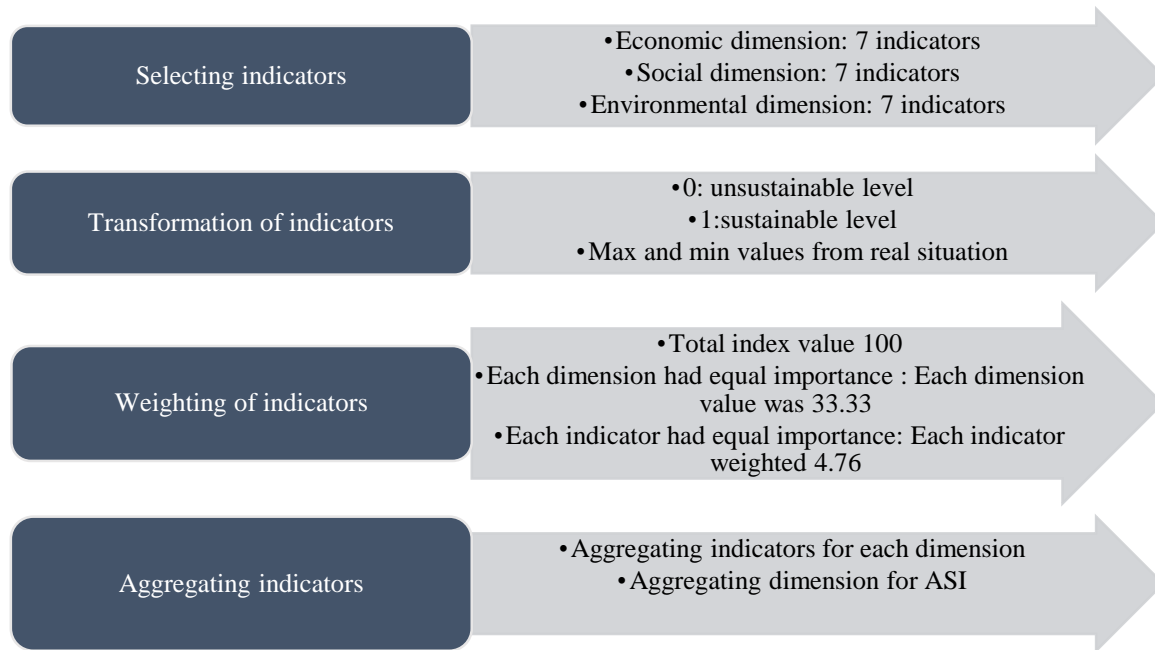 Selecting indicators
•Economic dimension: 7 indicators
•Social dimension: 7 indicators
•Environmental dimension: 7 indicators
Transformation of indicators
•0: unsustainable level
•1:sustainable level
•Max and min values from real situation
Weighting of indicators
•Total index value 100
•Each dimension had equal importance : Each dimension
value was 33.33
•Each indicator had equal importance: Each indicator
weighted 4.76
Aggregating indicators
•Aggregating indicators for each dimension
•Aggregating dimension for ASI